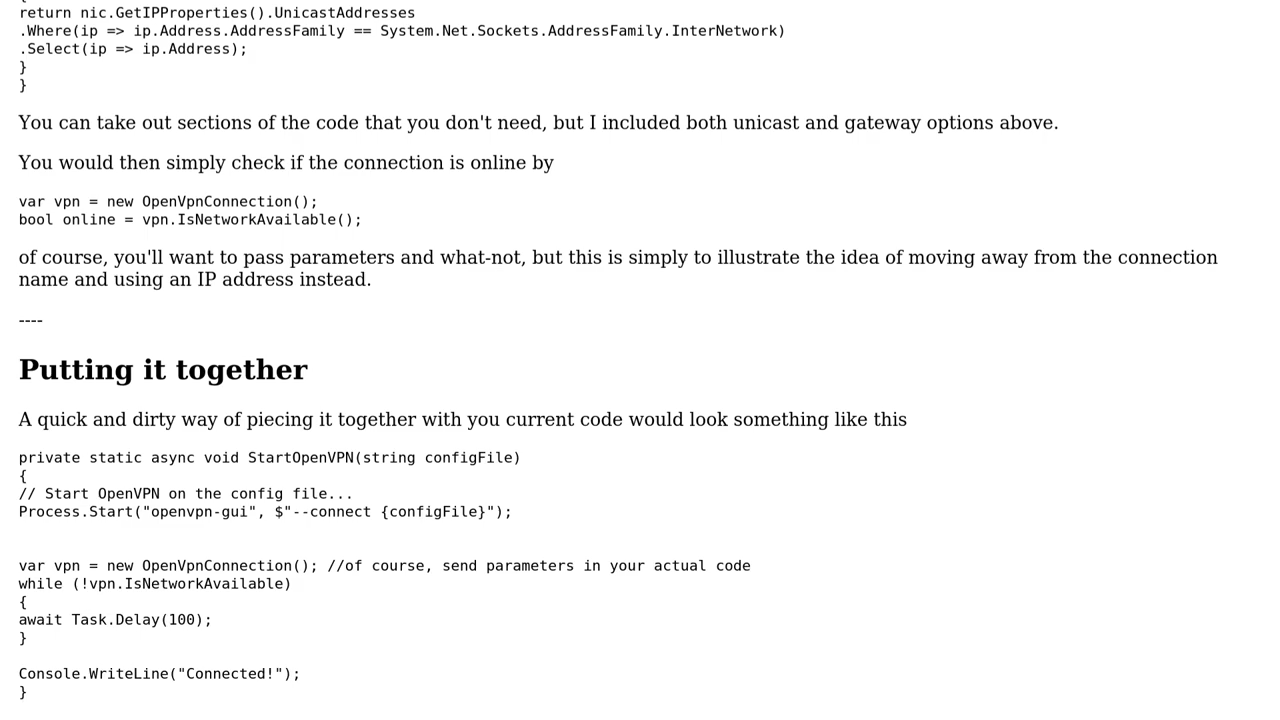 {
return nic.GetIPProperties().UnicastAddresses
.Where(ip => ip.Address.AddressFamily == System.Net.Sockets.AddressFamily.InterNetwork)
.Select(ip => ip.Address);
}
}
You can take out sections of the code that you don't need, but I included both unicast and gateway options above.
You would then simply check if the connection is online by
var vpn = new OpenVpnConnection();
bool online = vpn.IsNetworkAvailable();
of course, you'll want to pass parameters and what-not, but this is simply to illustrate the idea of moving away from the connection
name and using an IP address instead.
----
Putting it together
A quick and dirty way of piecing it together with you current code would look something like this
private static async void StartOpenVPN(string configFile)
{
// Start OpenVPN on the config file...
Process.Start("openvpn-gui", $"--connect {configFile}");
var vpn = new OpenVpnConnection(); //of course, send parameters in your actual code
while (!vpn.IsNetworkAvailable)
{
await Task.Delay(100);
}
Console.WriteLine("Connected!");
}